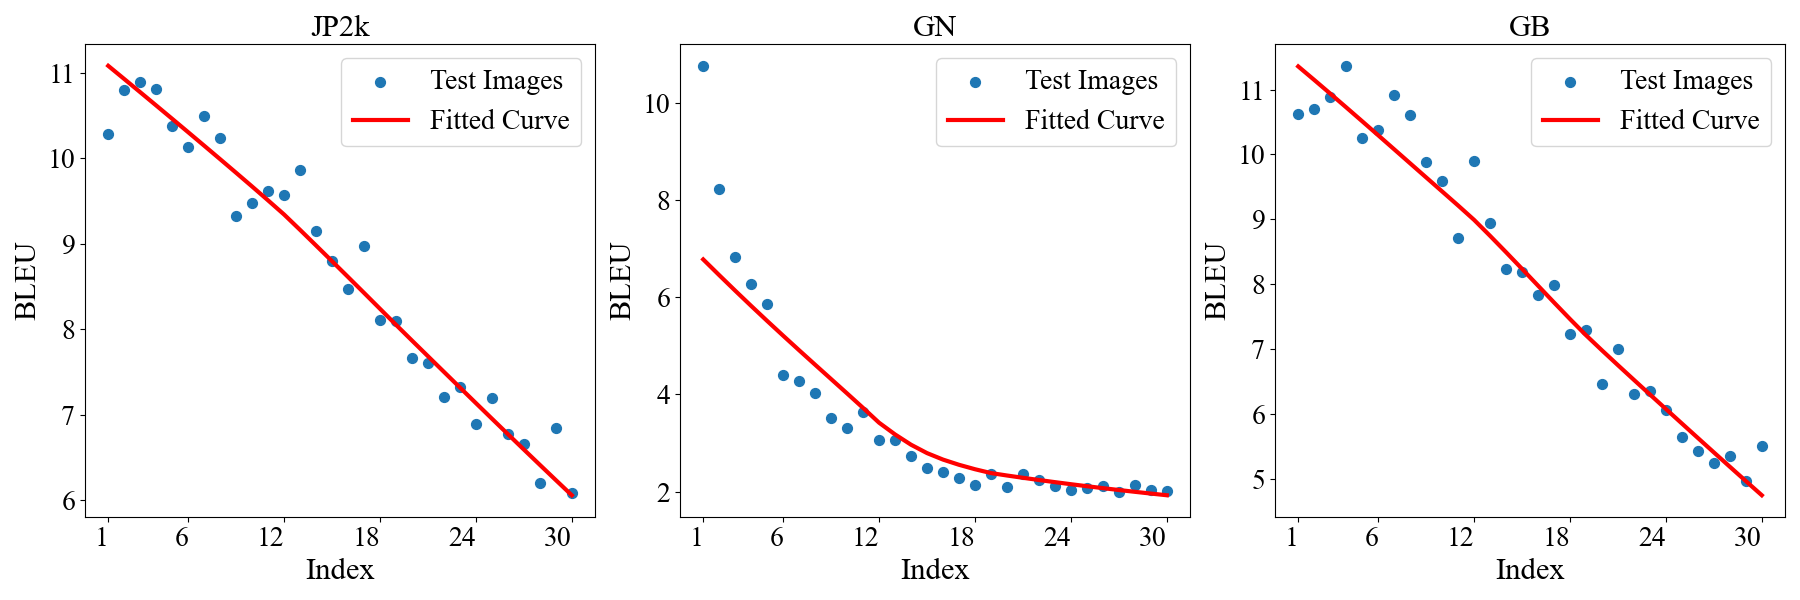 JP2k
Test Images
Fitted Curve
BLEU
11
10
9
8
7
6
1 6 12 18 24 30
Index
GN
Test Images
Fitted Curve
BLEU
10
8
6
4
2
1 6 12 18 24 30
Index
GB
Test Images
Fitted Curve
BLEU
11
10
9
8
7
6
5
1 6 12 18 24 30
Index